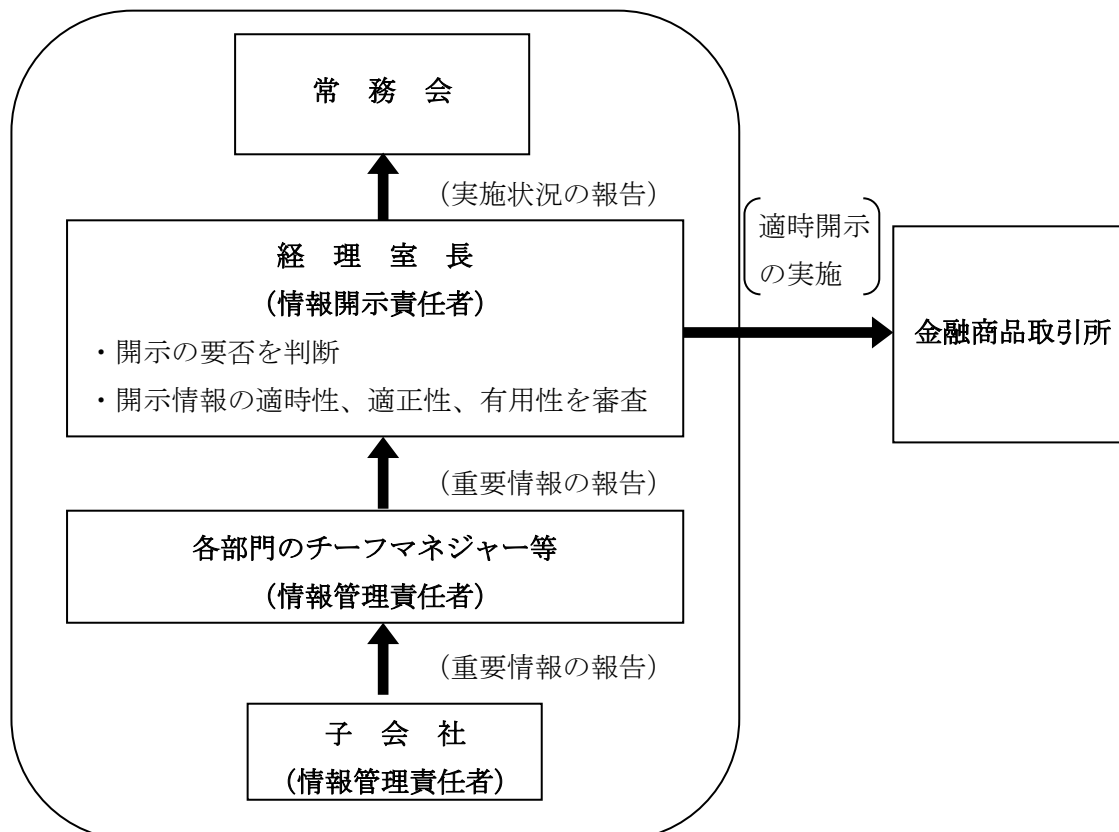 常 務 会
(実施状況の報告)
経 理 室 長
(情報開示責任者)
・開示の要否を判断
・開示情報の適時性、適正性、有用性を審査
適時開示
の実施
金融商品取引所
(重要情報の報告)
各部門のチーフマネジャー等
(情報管理責任者)
(重要情報の報告)
子 会 社
(情報管理責任者)